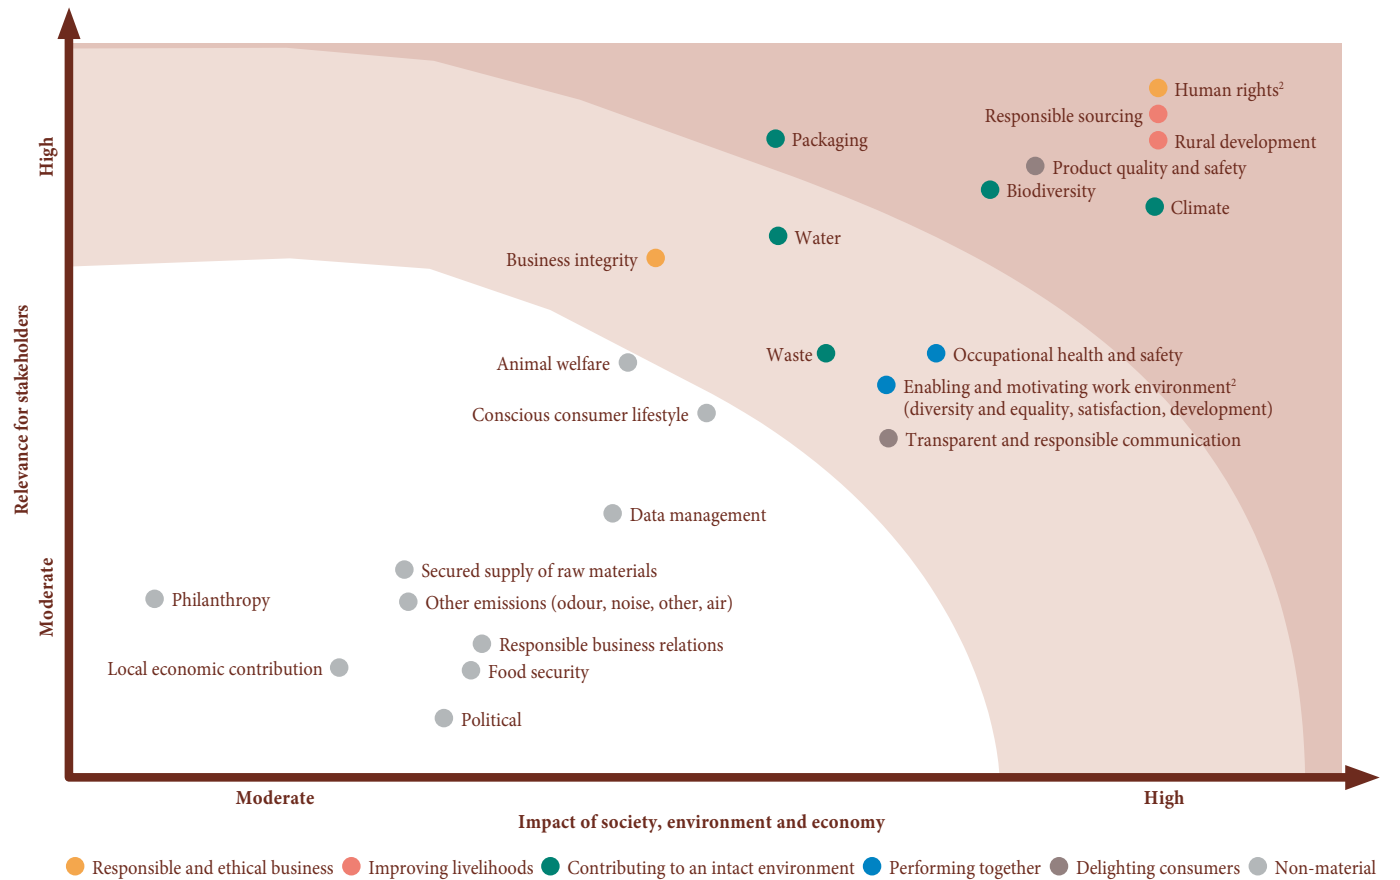 High
Relevance for stakeholders
Moderate
Human rights²
Responsible sourcing
Rural development
Packaging
Product quality and safety
Biodiversity
Climate
Water
Business integrity
Waste
Occupational health and safety
Animal welfare
Enabling and motivating work environment²
(diversity and equality, satisfaction, development)
Conscious consumer lifestyle
Transparent and responsible communication
Data management
Secured supply of raw materials
Philanthropy
Other emissions (odour, noise, other, air)
Responsible business relations
Local economic contribution
Food security
Political
Moderate
High
Impact of society, environment and economy
Responsible and ethical business
Improving livelihoods
Contributing to an intact environment
Performing together
Delighting consumers
Non-material